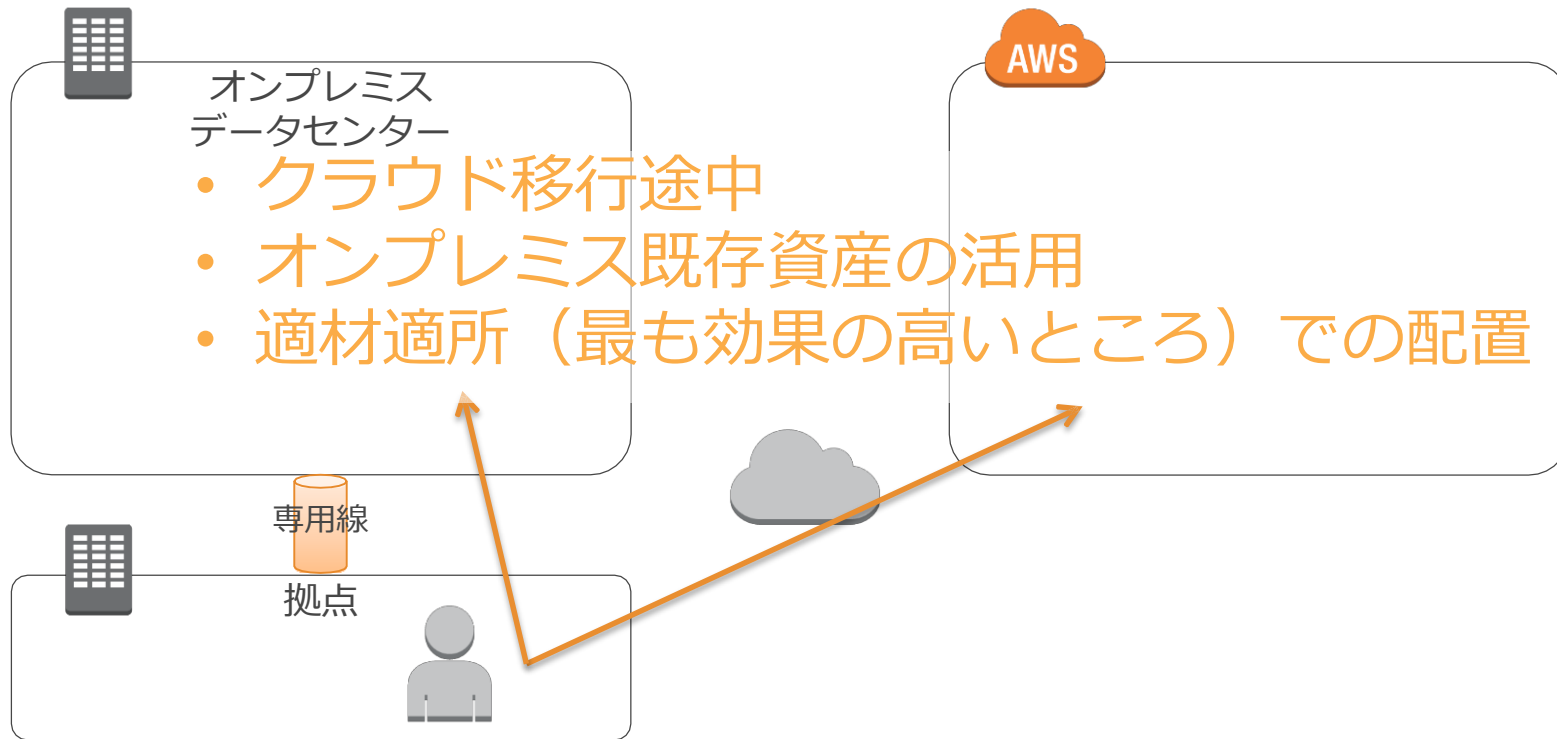 AWS
オンプレミス
データセンター
• クラウド移行途中
• オンプレミス既存資産の活用
• 適材適所（最も効果の高いところ）での配置
専用線
拠点